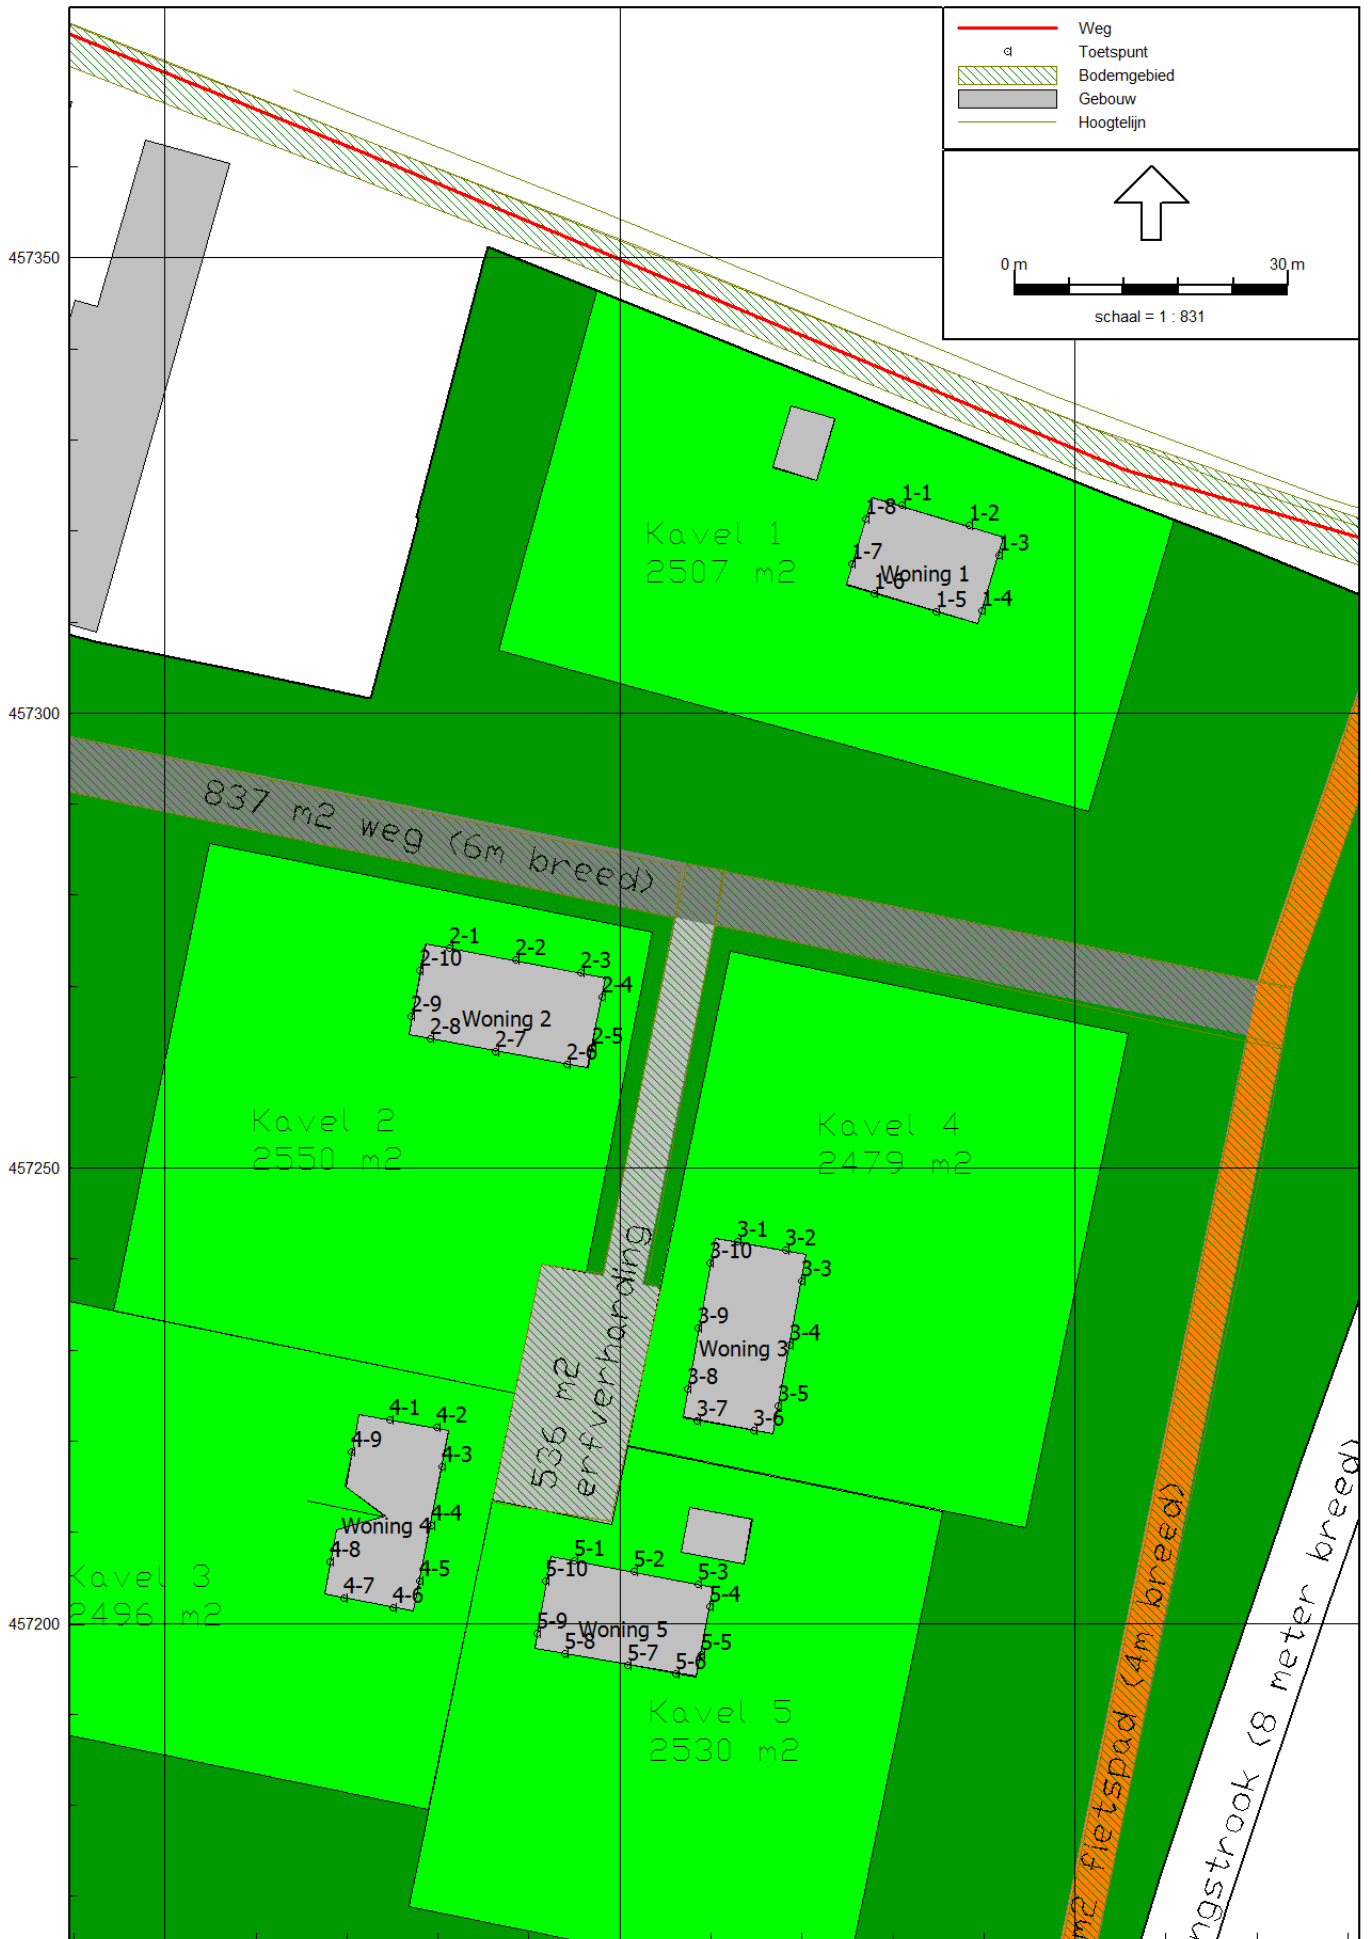 Weg
Toetspunt
Bodemgebied
Gebouw
Hoogtelijn
0 m 30 m
schaal = 1 : 831
457350
1-1
1-8
1-2
1-3
Kavel 1
2507 m2
1-7
Woning 1
1-6
1-5
1-4
457300
837 m2 weg (6m breed)
2-1
2-2
2-10
2-3
2-4
2-9
Woning 2
2-8
2-7
2-5
2-6
Kavel 2
2550 m2
Kavel 4
2479 m2
457250
536 m2
erfverharding
3-1
3-2
3-10
3-3
3-9
3-4
Woning 3
3-8
3-5
3-7
3-6
4-1
4-2
4-9
4-3
4-4
Woning 4
4-8
4-5
4-7
4-6
Kavel 3
2496 m2
5-1
5-2
5-10
5-3
5-4
457200
5-9
Woning 5
5-8
5-5
5-7
5-6
Kavel 5
2530 m2
m2 fietspad (4m breed)
ngstrook (8 meter breed)